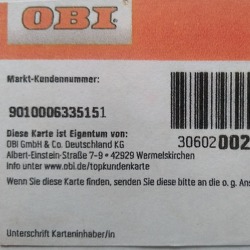 OBI
Markt-Kundennummer:
9010006335151
Diese Karte ist Eigentum von:
OBI GmbH & Co. Deutschland KG
Albert-Einstein-Straße 7-9 • 42929 Wermelskirchen
Info unter www.obi.de/topkundenkarte
30602002
Wenn Sie diese Karte finden, senden Sie diese bitte an die o. g. Ans
Unterschrift Karteninhaber/in